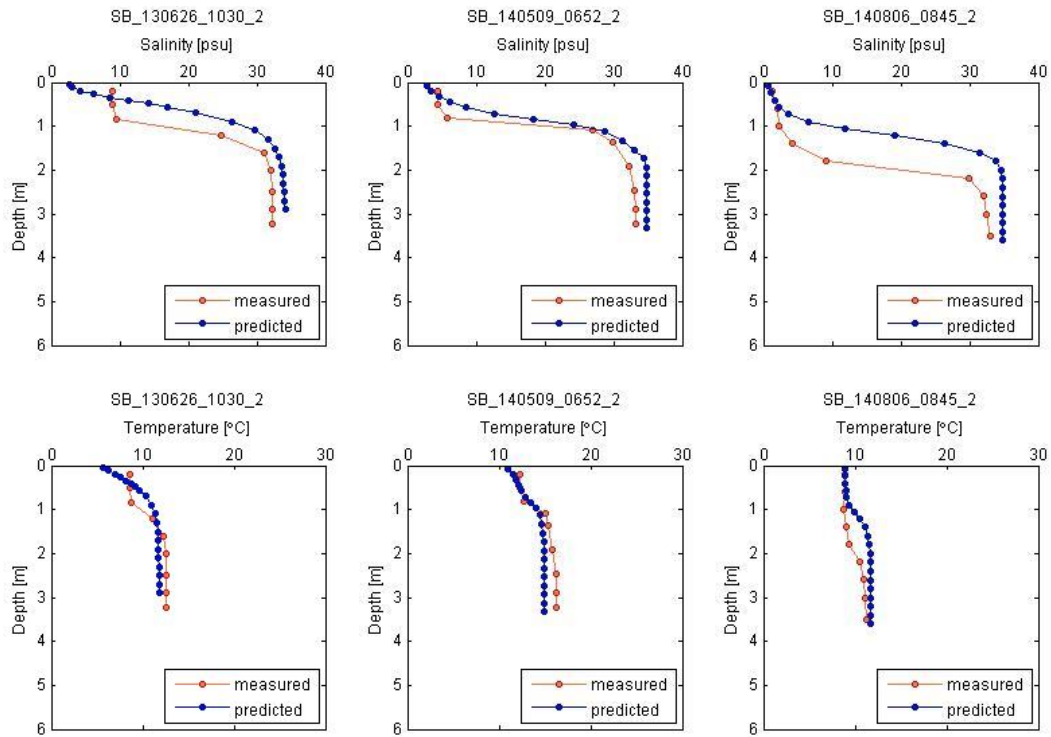 SB_130626_1030_2 SB_140509_0652_2 SB_140806_0845_2
Salinity [psu] Salinity [psu] Salinity [psu]
0 10 20 30 40 0 10 20 30 40 0 10 20 30 40
0 0 0
1 1 1
2 2 2
Depth [m] Depth [m] Depth [m]
3 3 3
4 4 4
5 measured 5 measured 5 measured
predicted predicted predicted
6 6 6
SB_130626_1030_2 SB_140509_0652_2 SB_140806_0845_2
Temperature [°C] Temperature [°C] Temperature [°C]
0 10 20 30 0 10 20 30 0 10 20 30
0 0 0
1 1 1
2 2 2
Depth [m] Depth [m] Depth [m]
3 3 3
4 4 4
5 measured 5 measured 5 measured
predicted predicted predicted
6 6 6